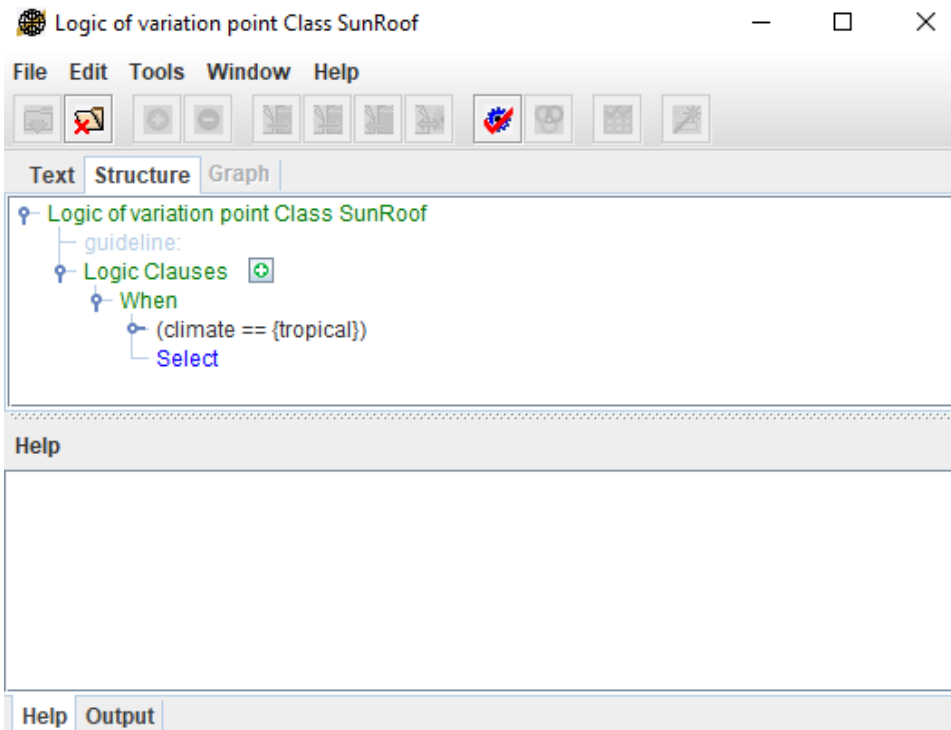 Logic of variation point Class SunRoof
File Edit Tools Window Help
Text Structure Graph
Logic of variation point Class SunRoof
guideline:
Logic Clauses
When
(climate == {tropical})
Select
Help
Help Output